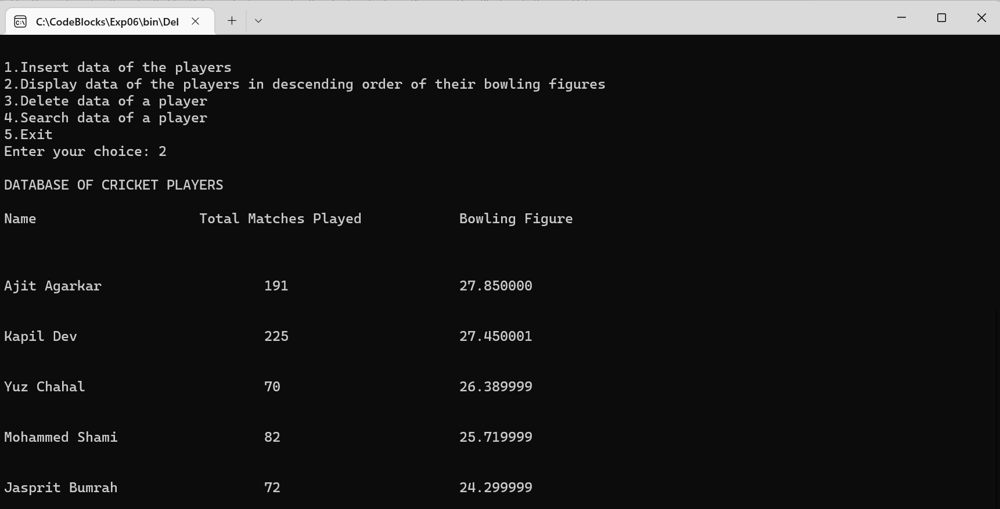 C:\CodeBlocks\Exp06\bin\Del
1.Insert data of the players
2.Display data of the players in descending order of their bowling figures
3.Delete data of a player
4.Search data of a player
5.Exit
Enter your choice: 2
DATABASE OF CRICKET PLAYERS
Name Total Matches Played Bowling Figure
Ajit Agarkar 191 27.850000
Kapil Dev 225 27.450001
Yuz Chahal 70 26.389999
Mohammed Shami 82 25.719999
Jasprit Bumrah 72 24.299999